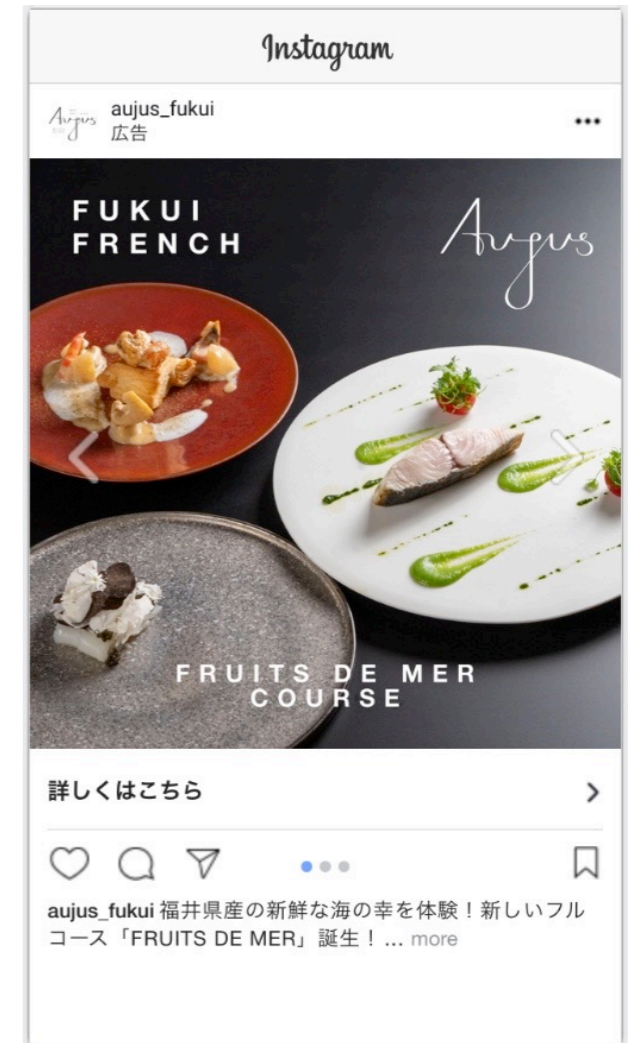 Instagram
aujus_fukui
広告
FUKUI
FRENCH
Aujus
FRUITS DE MER
COURSE
詳しくはこちら
aujus_fukui 福井県産の新鮮な海の幸を体験！新しいフル
コース「FRUITS DE MER」誕生！... more